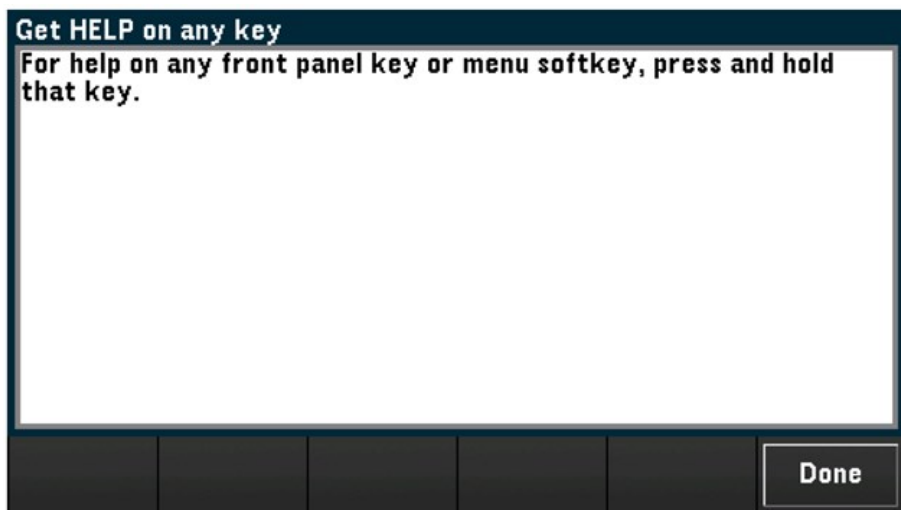 Get HELP on any key
For help on any front panel key or menu softkey, press and hold
that key.
Done